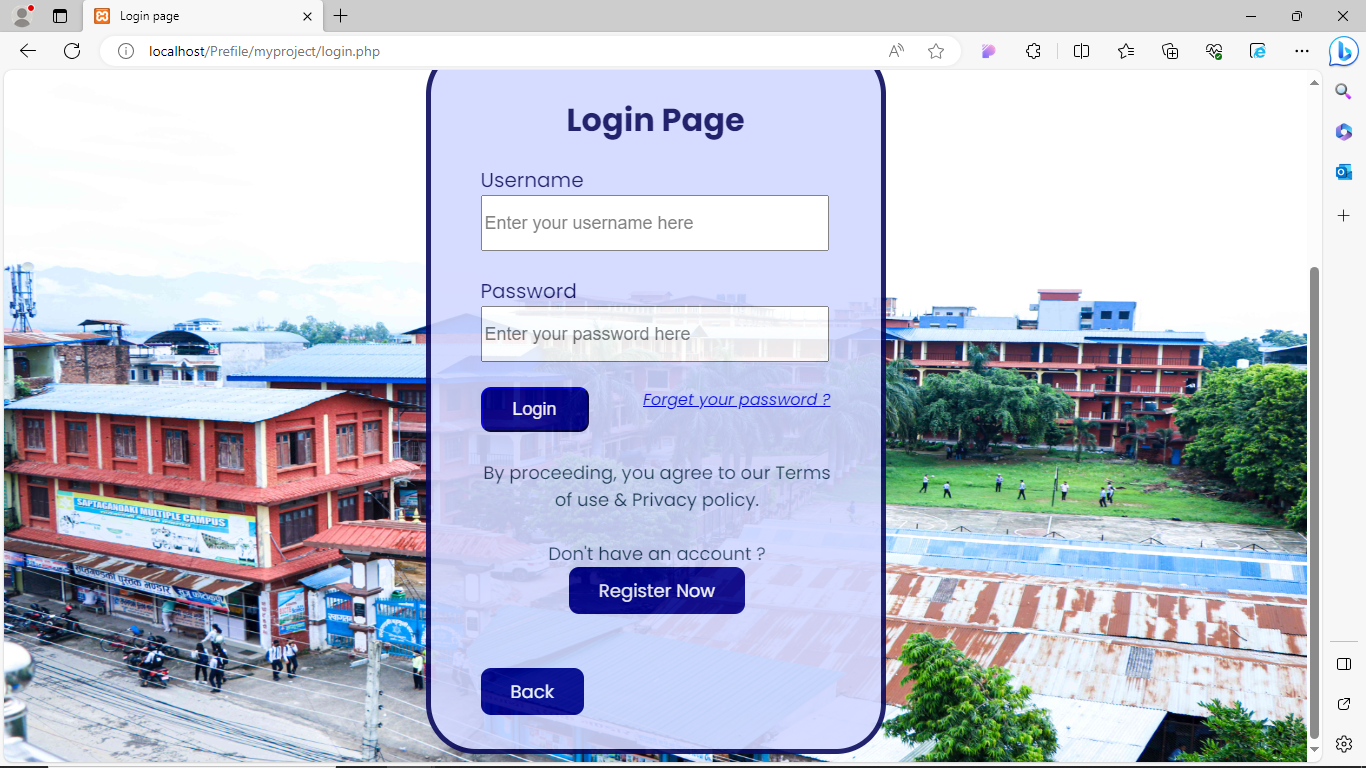 Login page
localhost/Prefile/myproject/login.php
Login Page
Username
Enter your username here
Password
Enter your password here
Login
Forget your password ?
By proceeding, you agree to our Terms
of use & Privacy policy.
Don't have an account ?
Register Now
Back
SAPTAGANDAKI MULTIPLE CAMPUS